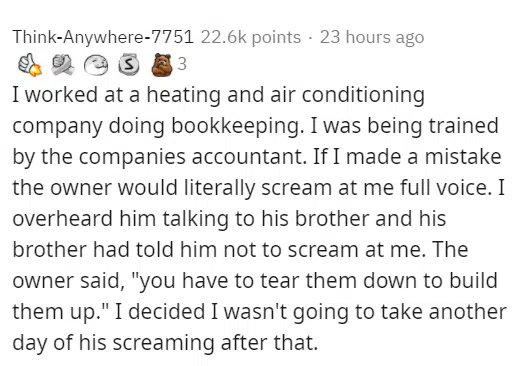 Think-Anywhere-7751 22.6k points · 23 hours ago
S 3
I worked at a heating and air conditioning
company doing bookkeeping. I was being trained
by the companies accountant. If I made a mistake
the owner would literally scream at me full voice. I
overheard him talking to his brother and his
brother had told him not to scream at me. The
owner said, "you have to tear them down to build
them up." I decided I wasn't going to take another
day of his screaming after that.